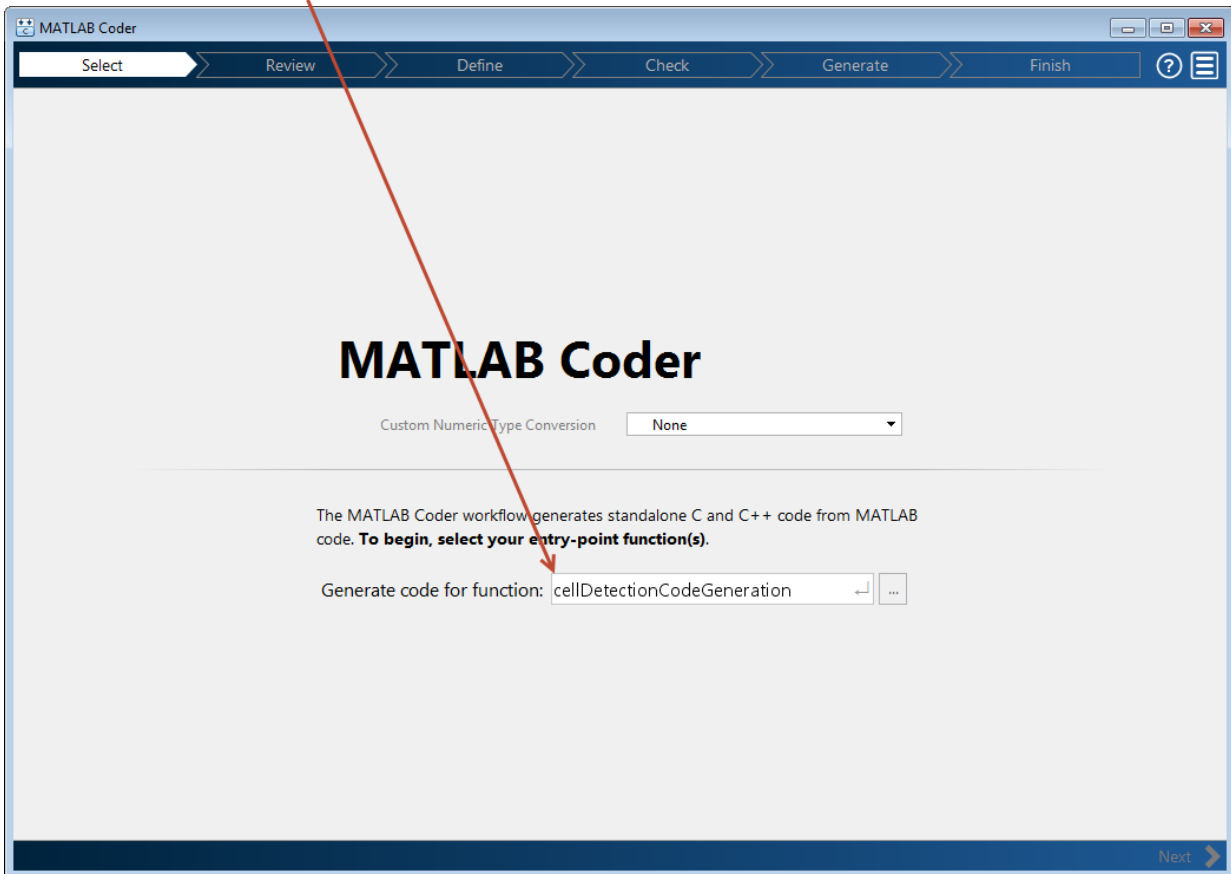 MATLAB Coder
Select Review Define Check Generate Finish
MATLAB Coder
Custom Numeric Type Conversion None
The MATLAB Coder workflow generates standalone C and C++ code from MATLAB
code. To begin, select your entry-point function(s).
Generate code for function: cellDetectionCodeGeneration ...
Next